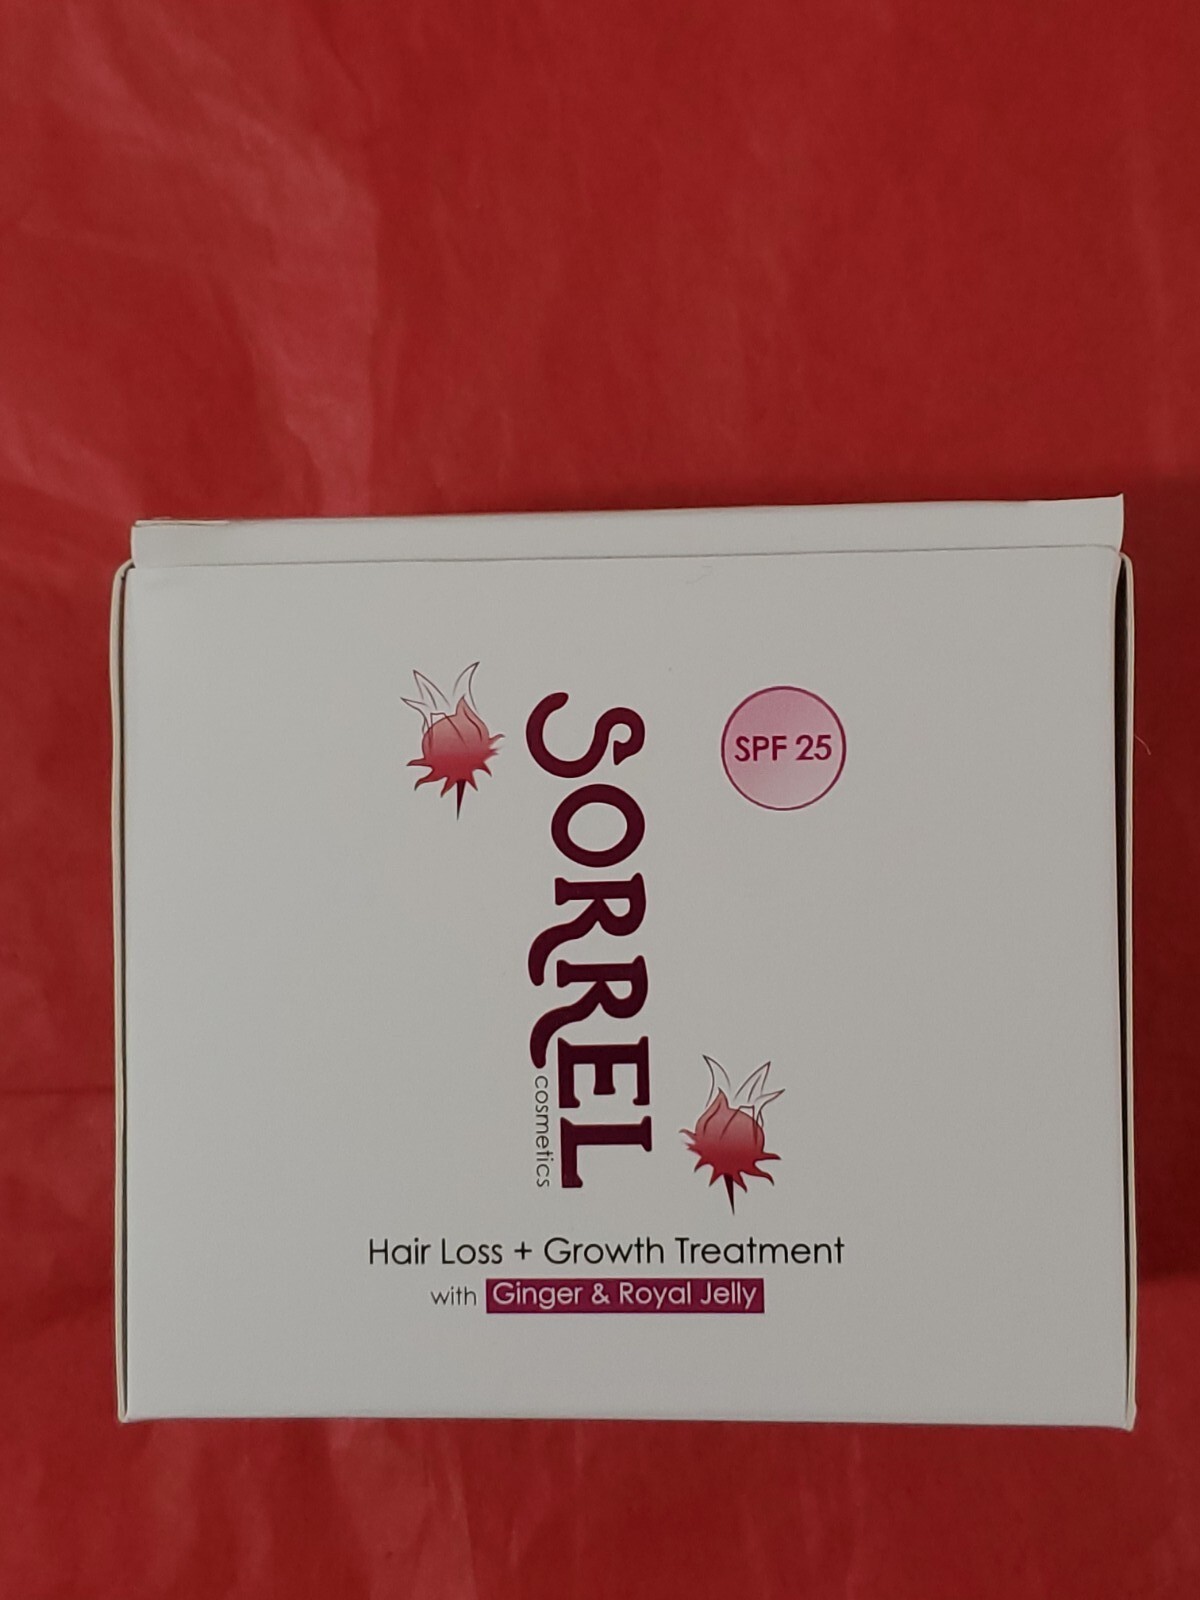 SPF 25
SORREL
cosmetics
Hair Loss + Growth Treatment
with Ginger & Royal Jelly